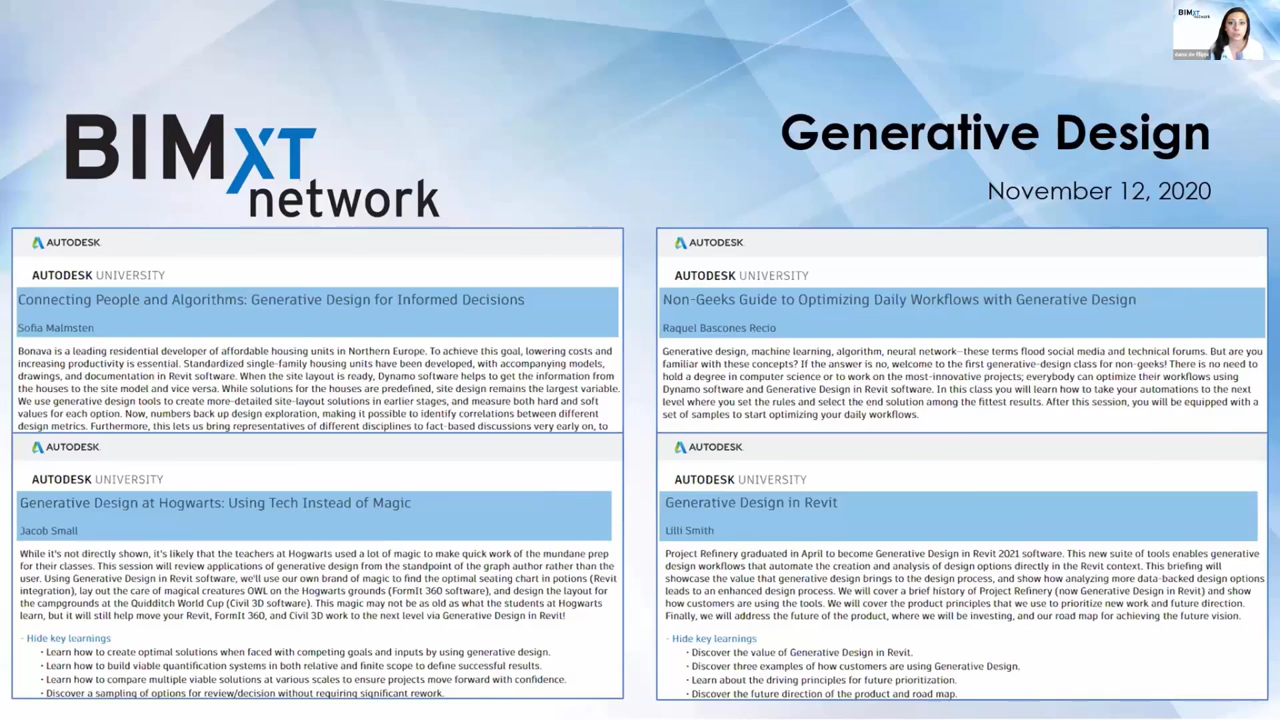 BIMXT
network
Generative Design
November 12, 2020
BIMXT
network
AUTODESK
AUTODESK UNIVERSITY
Connecting People and Algorithms: Generative Design for Informed Decisions
Sofia Malmsten
Bonava is a leading residential developer of affordable housing units in Northern Europe. To achieve this goal, lowering costs and
increasing productivity is essential. Standardized single-family housing units have been developed, with accompanying models,
drawings, and documentation in Revit software. When the site layout is ready, Dynamo software helps to get the information from
the houses to the site model and vice versa. While solutions for the houses are predefined, site design remains the largest variable.
We use generative design tools to create more-detailed site-layout solutions in earlier stages, and measure both hard and soft
values for each option. Now, numbers back up design exploration, making it possible to identify correlations between different
design metrics. Furthermore, this lets us bring representatives of different disciplines to fact-based discussions very early on, to
AUTODESK
AUTODESK UNIVERSITY
Non-Geeks Guide to Optimizing Daily Workflows with Generative Design
Raquel Bascones Recio
Generative design, machine learning, algorithm, neural network—these terms flood social media and technical forums. But are you
familiar with these concepts? If the answer is no, welcome to the first generative-design class for non-geeks! There is no need to
hold a degree in computer science or to work on the most-innovative projects; everybody can optimize their workflows using
Dynamo software and Generative Design in Revit software. In this class you will learn how to take your automations to the next
level where you set the rules and select the end solution among the fittest results. After this session, you will be equipped with a
set of samples to start optimizing your daily workflows.
AUTODESK
AUTODESK UNIVERSITY
Generative Design at Hogwarts: Using Tech Instead of Magic
Jacob Small
While it's not directly shown, it's likely that the teachers at Hogwarts used a lot of magic to make quick work of the mundane prep
for their classes. This session will review applications of generative design from the standpoint of the graph author rather than the
user. Using Generative Design in Revit software, we'll use our own brand of magic to find the optimal seating chart in potions (Revit
integration), lay out the care of magical creatures OWL on the Hogwarts grounds (FormIt 360 software), and design the layout for
the campgrounds at the Quidditch World Cup (Civil 3D software). This magic may not be as old as what the students at Hogwarts
learn, but it will still help move your Revit, FormIt 360, and Civil 3D work to the next level via Generative Design in Revit!
- Hide key learnings
• Learn how to create optimal solutions when faced with competing goals and inputs by using generative design.
• Learn how to build viable quantification systems in both relative and finite scope to define successful results.
• Learn how to compare multiple viable solutions at various scales to ensure projects move forward with confidence.
• Discover a sampling of options for review/decision without requiring significant rework.
AUTODESK
AUTODESK UNIVERSITY
Generative Design in Revit
Lilli Smith
Project Refinery graduated in April to become Generative Design in Revit 2021 software. This new suite of tools enables generative
design workflows that automate the creation and analysis of design options directly in the Revit context. This briefing will
showcase the value that generative design brings to the design process, and show how analyzing more data-backed design options
leads to an enhanced design process. We will cover a brief history of Project Refinery (now Generative Design in Revit) and show
how customers are using the tools. We will cover the product principles that we use to prioritize new work and future direction.
Finally, we will address the future of the product, where we will be investing, and our road map for achieving the future vision.
- Hide key learnings
• Discover the value of Generative Design in Revit.
• Discover three examples of how customers are using Generative Design.
• Learn about the driving principles for future prioritization.
• Discover the future direction of the product and road map.